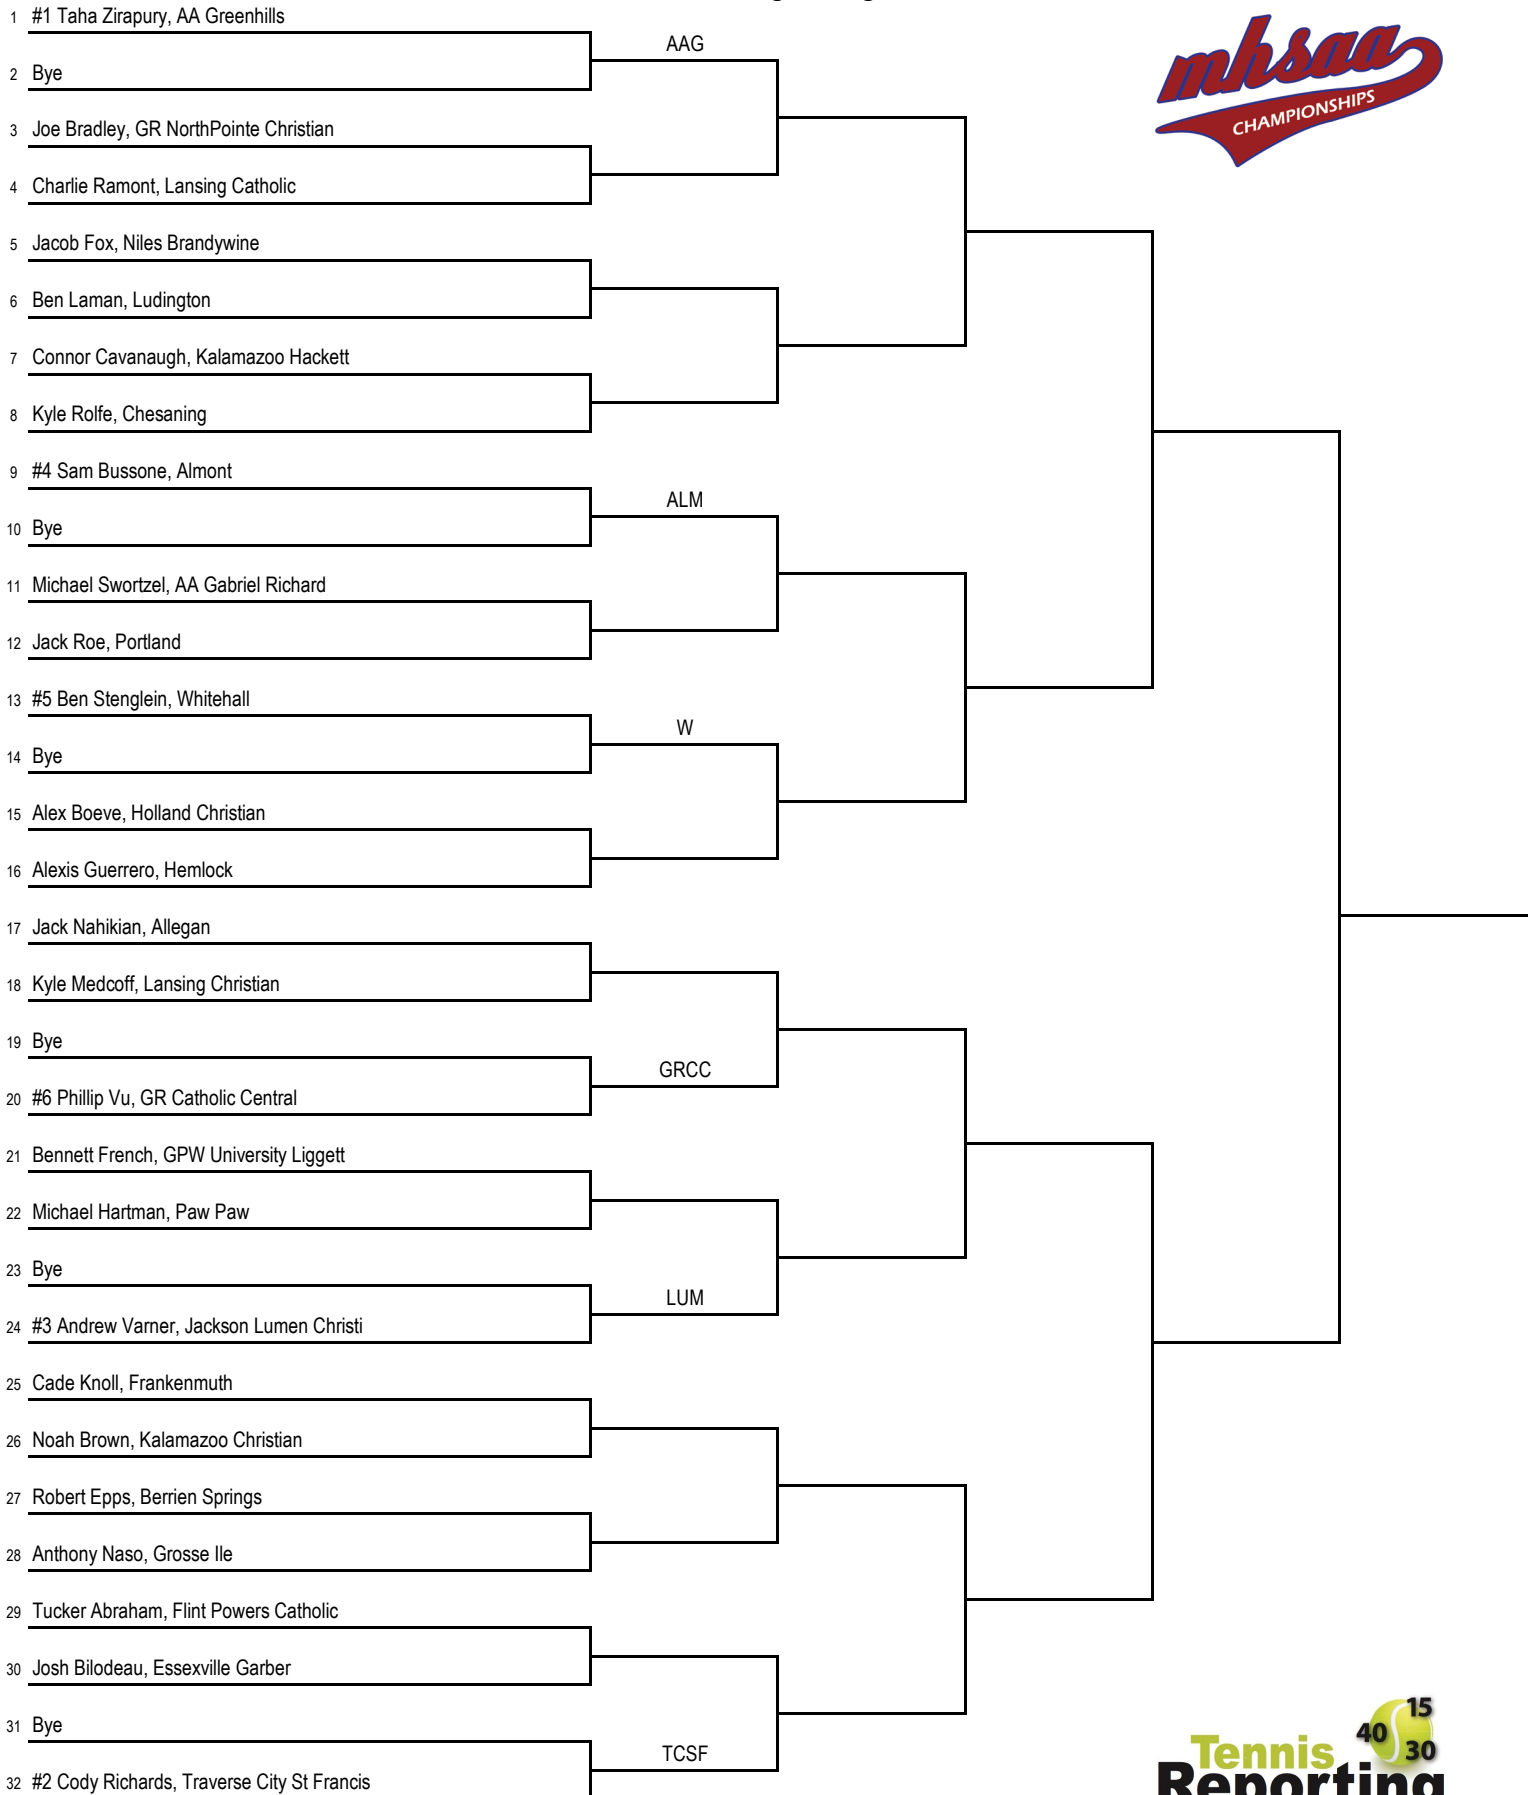 1 #1 Taha Zirapury, AA Greenhills
AAG
mhsaa
CHAMPIONSHIPS
2 Bye
3 Joe Bradley, GR NorthPointe Christian
4 Charlie Ramont, Lansing Catholic
5 Jacob Fox, Niles Brandywine
6 Ben Laman, Ludington
7 Connor Cavanaugh, Kalamazoo Hackett
8 Kyle Rolfe, Chesaning
9 #4 Sam Bussone, Almont
ALM
10 Bye
11 Michael Swortzel, AA Gabriel Richard
12 Jack Roe, Portland
13 #5 Ben Stenglein, Whitehall
W
14 Bye
15 Alex Boeve, Holland Christian
16 Alexis Guerrero, Hemlock
17 Jack Nahikian, Allegan
18 Kyle Medcoff, Lansing Christian
19 Bye
GRCC
20 #6 Phillip Vu, GR Catholic Central
21 Bennett French, GPW University Liggett
22 Michael Hartman, Paw Paw
23 Bye
LUM
24 #3 Andrew Varner, Jackson Lumen Christi
25 Cade Knoll, Frankenmuth
26 Noah Brown, Kalamazoo Christian
27 Robert Epps, Berrien Springs
28 Anthony Naso, Grosse Ile
29 Tucker Abraham, Flint Powers Catholic
30 Josh Bilodeau, Essexville Garber
31 Bye
TCSF
32 #2 Cody Richards, Traverse City St Francis
15
40
30
Tennis
Reporting